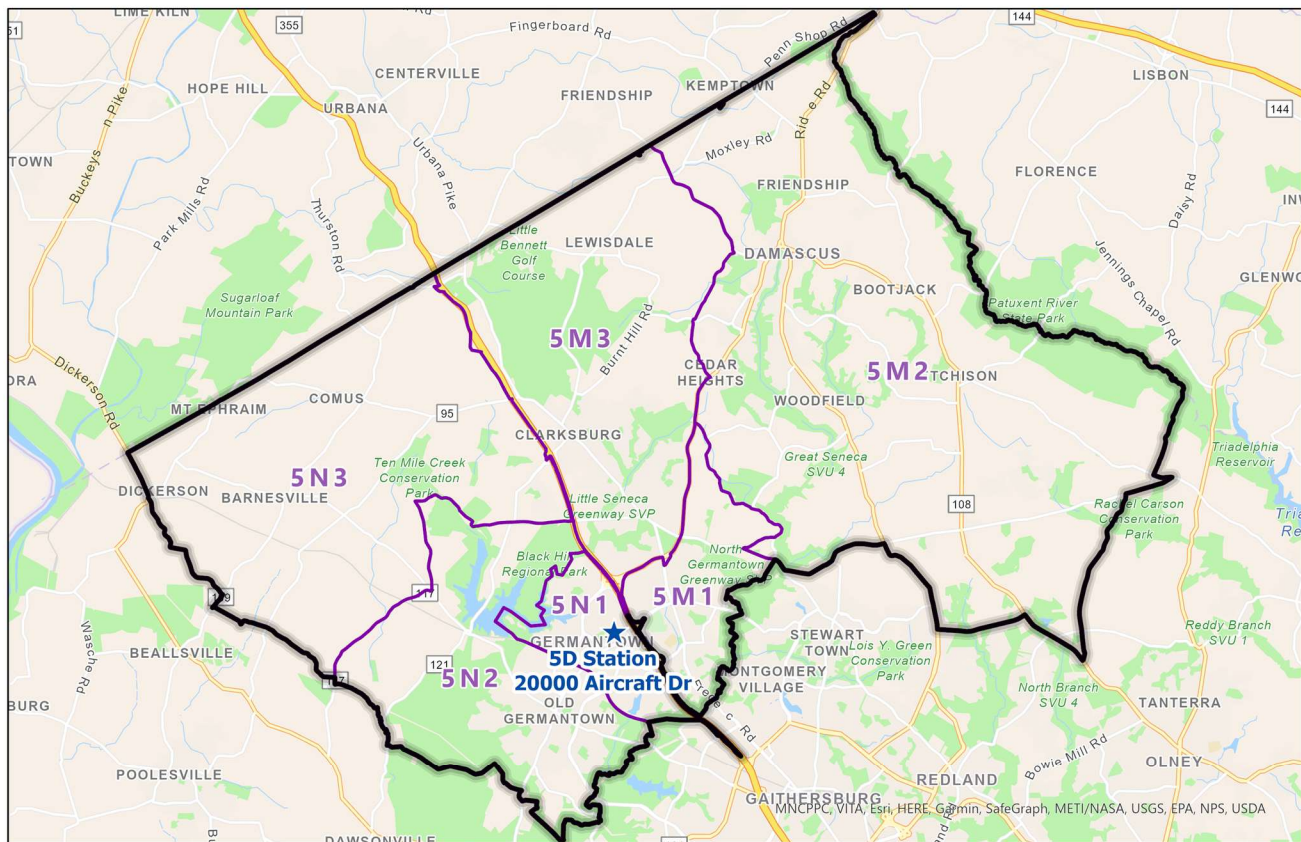 LIME KILN
355
Fingerboard Rd
Penn Shop Rd
144
51
CENTERVILLE
LISBON
HOPE HILL
KEMPTOWN
FRIENDSHIP
144
URBANA
Buckeys n Pike
Rid e Rd
TOWN
Moxley Rd
Urbana Pike
FLORENCE
Daisy Rd
Park Mills Rd
FRIENDSHIP
Thurston Rd
Little
Bennett
Golf
Course
LEWISDALE
DAMASCUS
Jennings Chapel Rd
GLENWO
BOOTJACK
Sugarloaf
Mountain Park
Patuxent River
State Park
5M3
Burnt Hill Rd
Dickerson Rd
CEDAR
HEIGHTS
5M2
TCHISON
MT EPHRAIM
COMUS
95
WOODFIELD
CLARKSBURG
Triadelphia
Reservoir
Ten Mile Creek
Conservation
Park
Great Seneca
SVU 4
5N3
DICKERSON
BARNESVILLE
Little Seneca
Greenway SVP
108
Rachel Carson
Conservation
Park
Black Hill
Regional Park
North
Germantown
Greenway
117
5N1
5M1
Wasche Rd
GERMANTOWN
STEWART
TOWN
Reddy Branch
SVU 1
BEALLSVILLE
121
5D Station
20000 Aircraft Dr
Lois Y. Green
Conservation
Park
5N2
MONTGOMERY
VILLAGE
BURG
OLD
GERMANTOWN
Frede c Rd
North Branch
SVU 4
TANTERRA
Bowie Mill Rd
POOLESVILLE
REDLAND
OLNEY
GAITHERSBURG
MNCPPC, VITA, Esri, HERE, Garmin, SafeGraph, METI/NASA, USGS, EPA, NPS, USDA
DAWSONVILLE